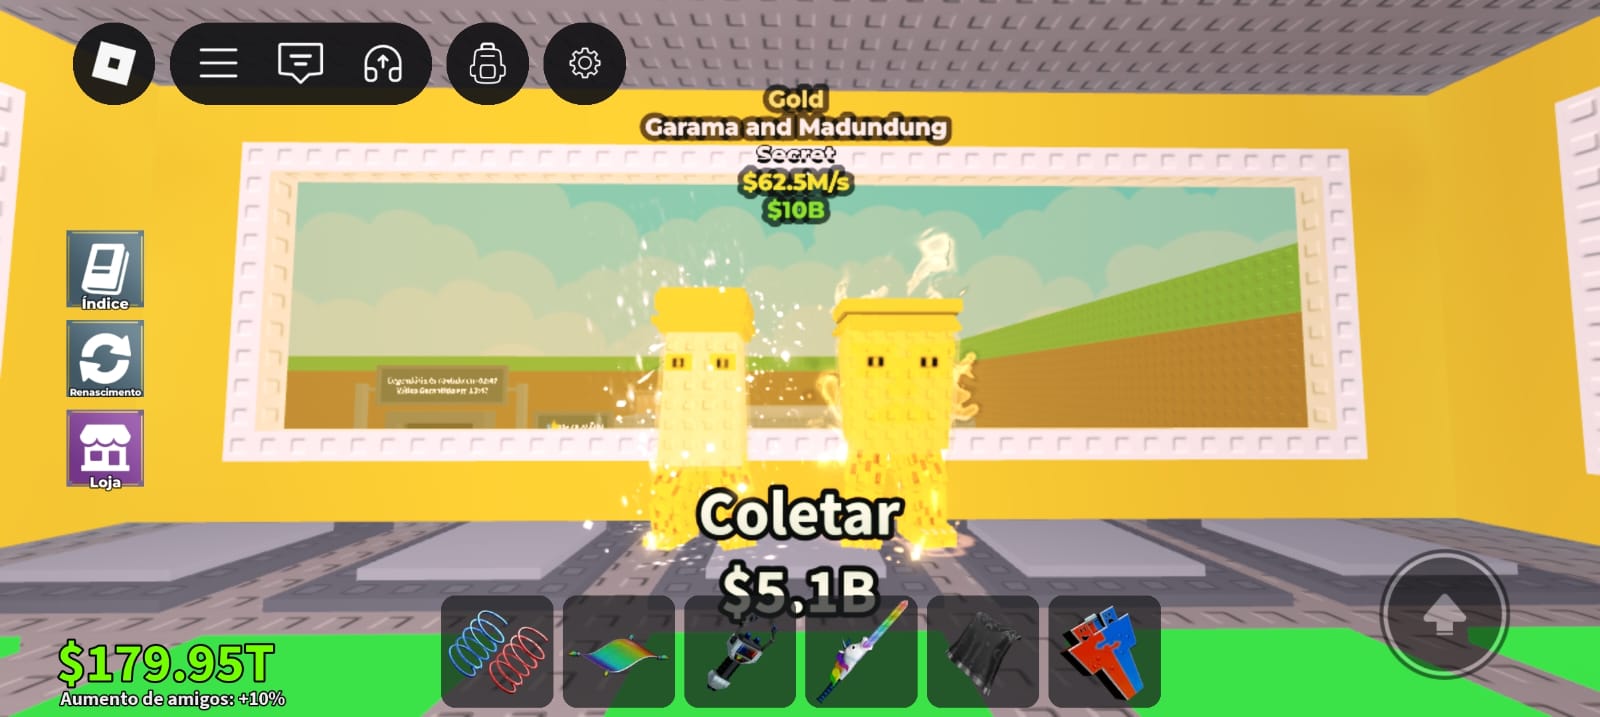 Gold
Garama and Madundung
Secret
$62.5M/s
$10B
Índice
Renascimento
Loja
Coletar
$5,1B
$179.95T
Aumento de amigos: +10%